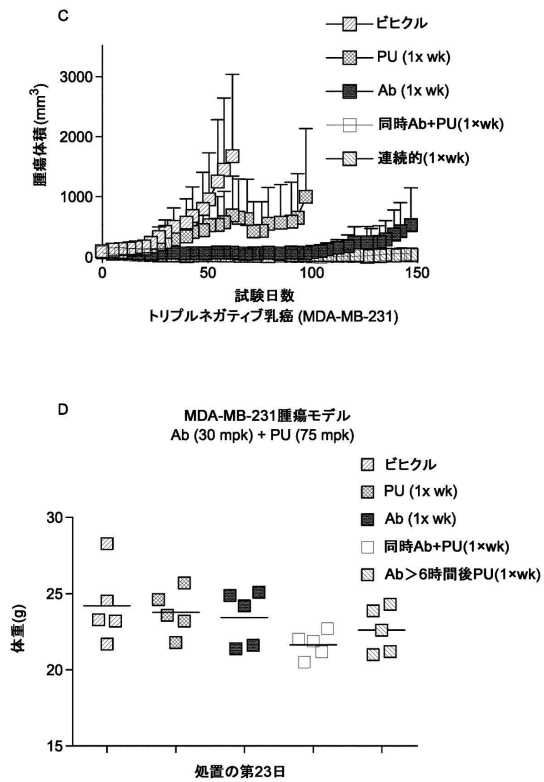 C
ビヒクル
PU (1x wk)
Ab (1x wk)
同時Ab+PU(1×wk)
連続的(1×wk)
腫瘍体積(mm³)
3000
2000
1000
0
0
50
100
150
試験日数
トリプルネガティブ乳癌 (MDA-MB-231)
D
MDA-MB-231腫瘍モデル
Ab (30 mpk) + PU (75 mpk)
ビヒクル
PU (1x wk)
Ab (1x wk)
同時Ab+PU(1×wk)
Ab＞6時間後PU(1×wk)
体重(g)
30
25
20
15
処置の第23日